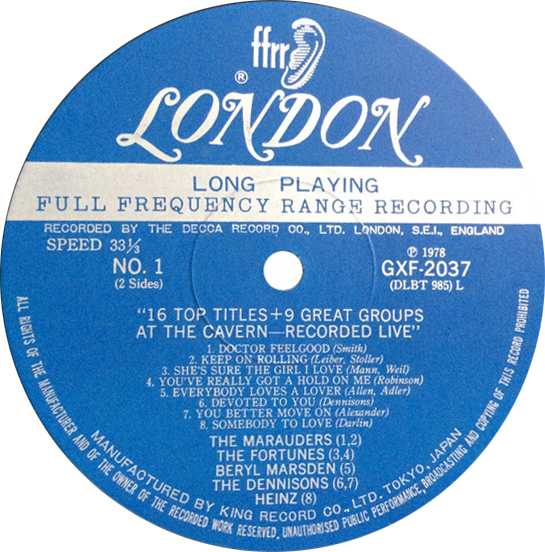 ffrr
®
LONDON
LONG PLAYING
FULL FREQUENCY RANGE RECORDING
RECORDED BY THE DECCA RECORD CO., LTD. LONDON, S.E.I., ENGLAND
SPEED 33⅓
NO. 1
(2 Sides)
℗ 1978
GXF-2037
(DLBT 985) L
"16 TOP TITLES+9 GREAT GROUPS
AT THE CAVERN—RECORDED LIVE"
1. DOCTOR FEELGOOD (Smith)
2. KEEP ON ROLLING (Leiber, Stoller)
3. SHE'S SURE THE GIRL I LOVE (Mann, Weil)
4. YOU'VE REALLY GOT A HOLD ON ME (Robinson)
5. EVERYBODY LOVES A LOVER (Allen, Adler)
6. DEVOTED TO YOU (Dennisons)
7. YOU BETTER MOVE ON (Alexander)
8. SOMEBODY TO LOVE (Darlin)
THE MARAUDERS (1,2)
THE FORTUNES (3,4)
BERYL MARSDEN (5)
THE DENNISONS (6,7)
HEINZ (8)
MANUFACTURED BY KING RECORD CO., LTD. TOKYO, JAPAN
ALL RIGHTS OF THE MANUFACTURER AND OF THE OWNER OF THE RECORDED WORK RESERVED, UNAUTHORISED PUBLIC PERFORMANCE, BROADCASTING AND COPYING OF THIS RECORD PROHIBITED